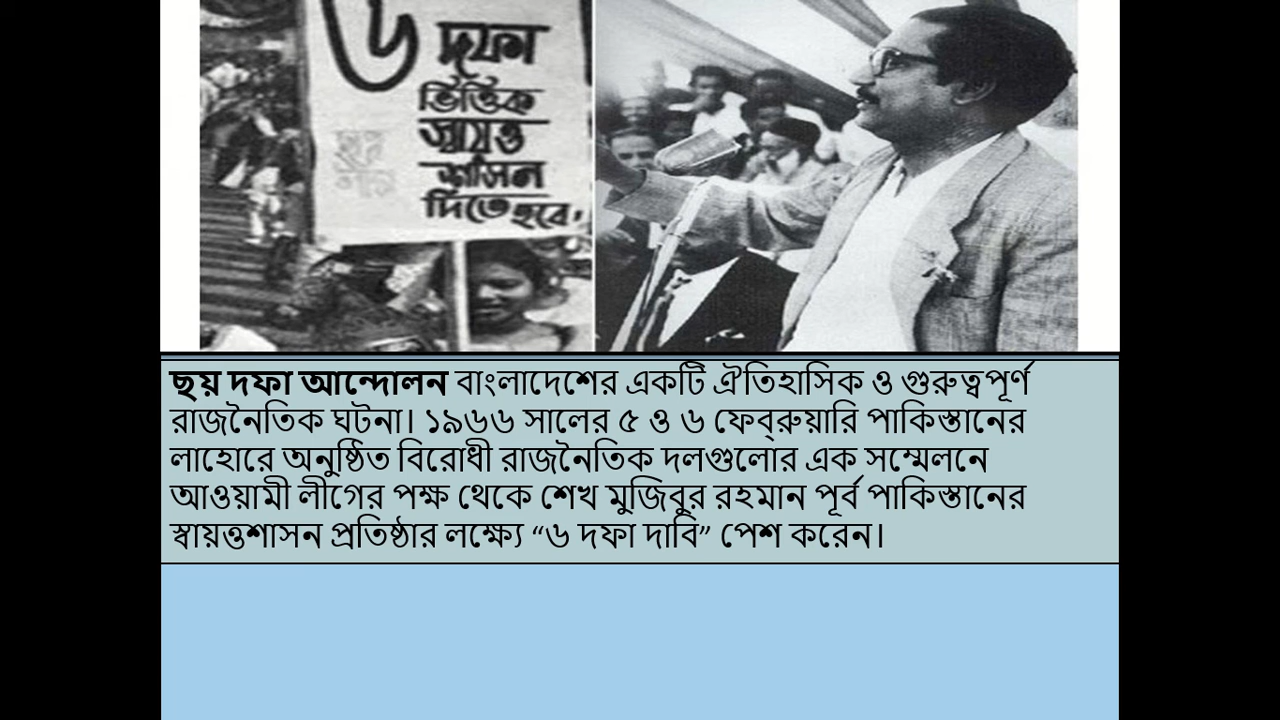 ৬ দফা
ভিত্তিক
স্বায়ত্ত
শাসন
দিতে হবে
ছয় দফা আন্দোলন বাংলাদেশের একটি ঐতিহাসিক ও গুরুত্বপূর্ণ
রাজনৈতিক ঘটনা। ১৯৬৬ সালের ৫ ও ৬ ফেব্রুয়ারি পাকিস্তানের
লাহোরে অনুষ্ঠিত বিরোধী রাজনৈতিক দলগুলোর এক সম্মেলনে
আওয়ামী লীগের পক্ষ থেকে শেখ মুজিবুর রহমান পূর্ব পাকিস্তানের
স্বায়ত্তশাসন প্রতিষ্ঠার লক্ষ্যে “৬ দফা দাবি” পেশ করেন।